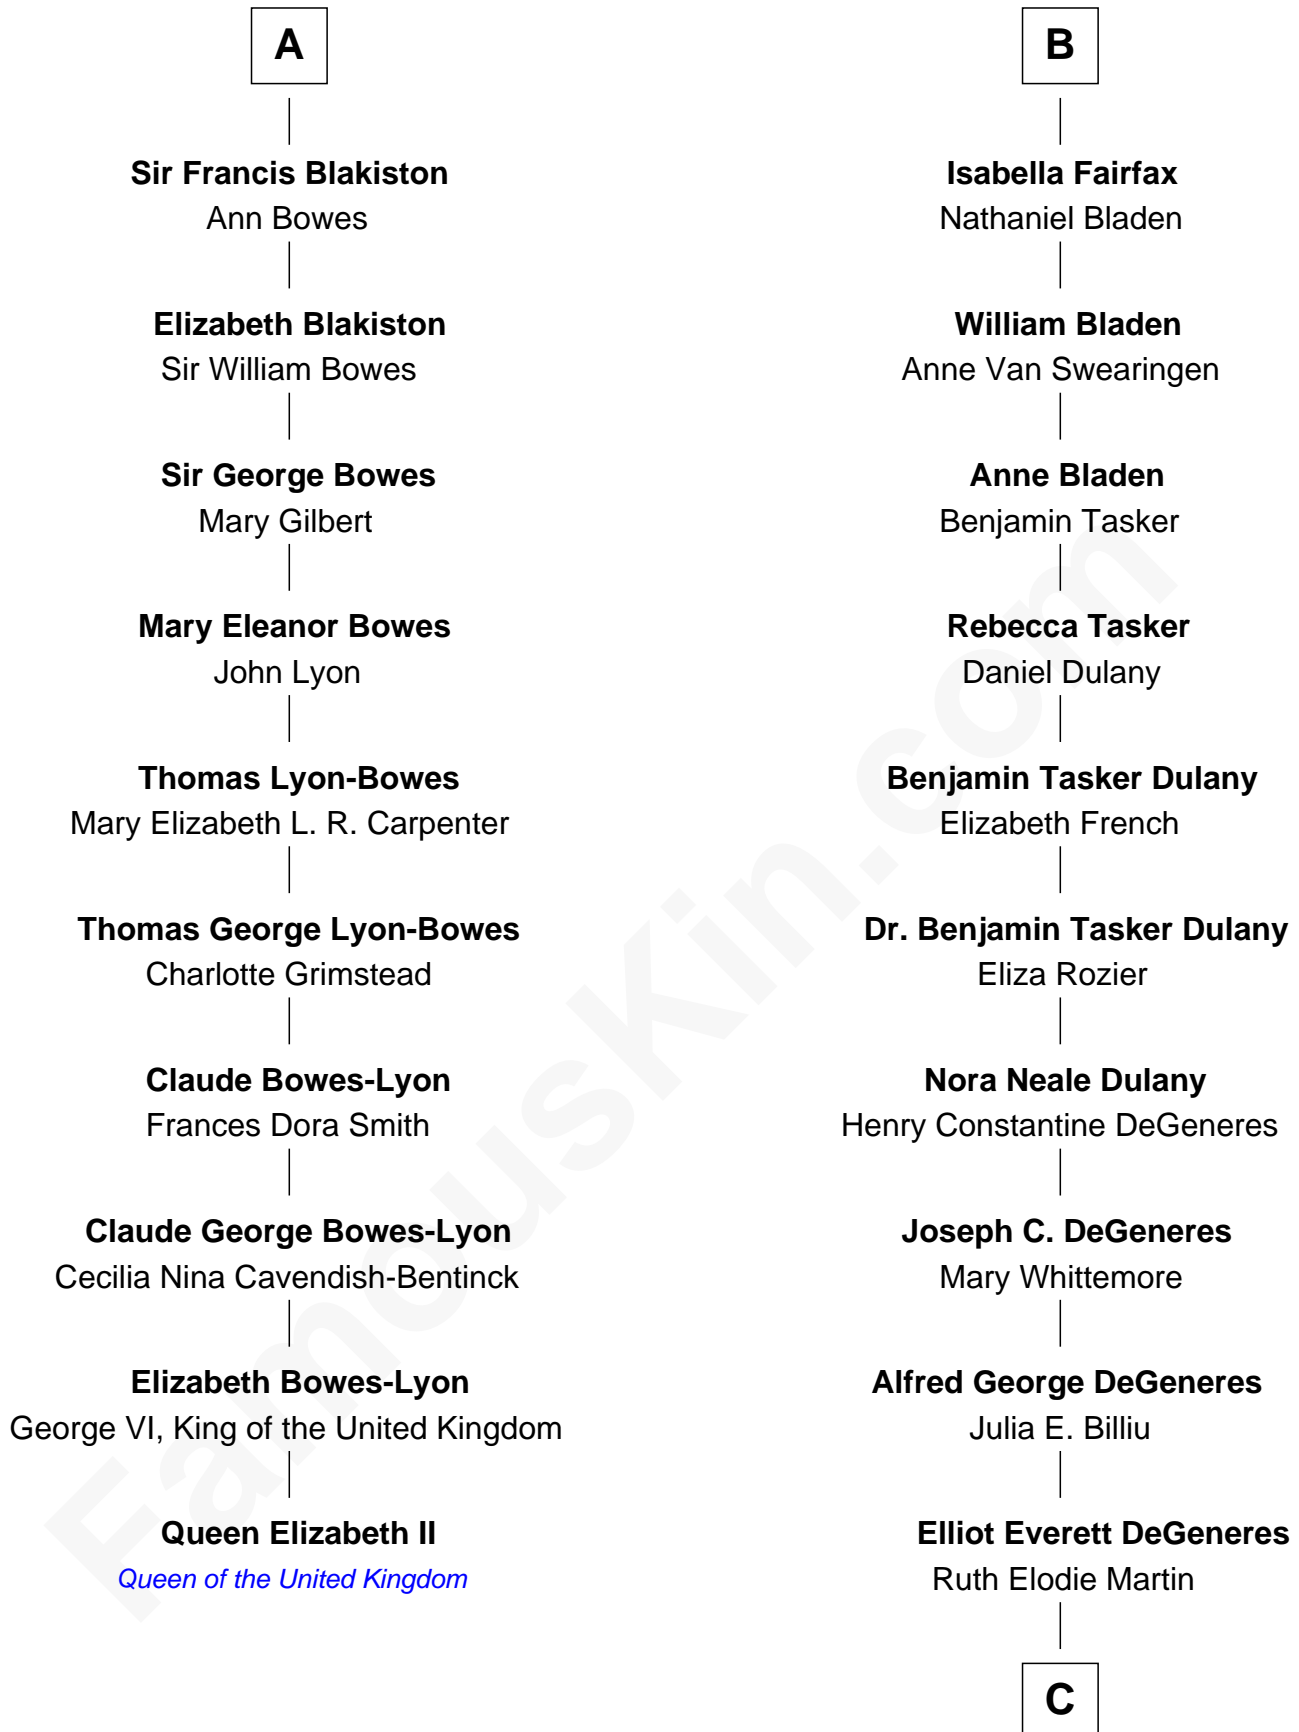 A
Sir Francis Blakiston
Ann Bowes
Elizabeth Blakiston
Sir William Bowes
Sir George Bowes
Mary Gilbert
Mary Eleanor Bowes
John Lyon
Thomas Lyon-Bowes
Mary Elizabeth L. R. Carpenter
Thomas George Lyon-Bowes
Charlotte Grimstead
Claude Bowes-Lyon
Frances Dora Smith
Claude George Bowes-Lyon
Cecilia Nina Cavendish-Bentinck
Elizabeth Bowes-Lyon
George VI, King of the United Kingdom
Queen Elizabeth II
Queen of the United Kingdom
B
Isabella Fairfax
Nathaniel Bladen
William Bladen
Anne Van Swearingen
Anne Bladen
Benjamin Tasker
Rebecca Tasker
Daniel Dulany
Benjamin Tasker Dulany
Elizabeth French
Dr. Benjamin Tasker Dulany
Eliza Rozier
Nora Neale Dulany
Henry Constantine DeGeneres
Joseph C. DeGeneres
Mary Whittemore
Alfred George DeGeneres
Julia E. Billiu
Elliot Everett DeGeneres
Ruth Elodie Martin
C
FamousKin.com